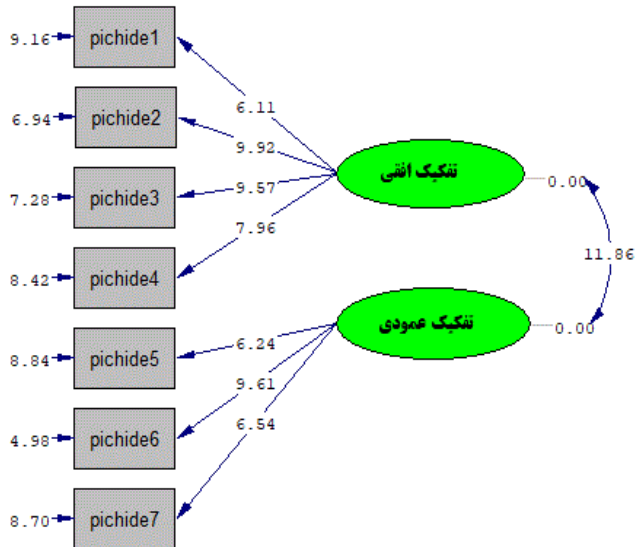 9.16
pichide1
6.11
6.94
pichide2
9.92
تفکیک افقی
0.00
7.28
pichide3
9.57
7.96
11.86
8.42
pichide4
تفکیک عمودی
0.00
8.84
pichide5
6.24
9.61
4.98
pichide6
6.54
8.70
pichide7